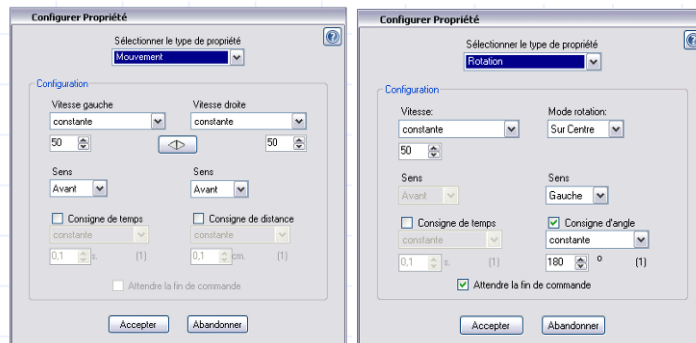 Configurer Propriété
Sélectionner le type de propriété
Mouvement
Configuration
Vitesse gauche Vitesse droite
constante constante
50 50
Sens Sens
Avant Avant
Consigne de temps Consigne de distance
constante constante
0,1 s. (1) 0,1 cm. (1)
Attendre la fin de commande
Accepter Abandonner
Configurer Propriété
Sélectionner le type de propriété
Rotation
Configuration
Vitesse: Mode rotation:
constante Sur Centre
50
Sens Sens
Avant Gauche
Consigne de temps Consigne d'angle
constante constante
0,1 s. (1) 180 ° (1)
Attendre la fin de commande
Accepter Abandonner